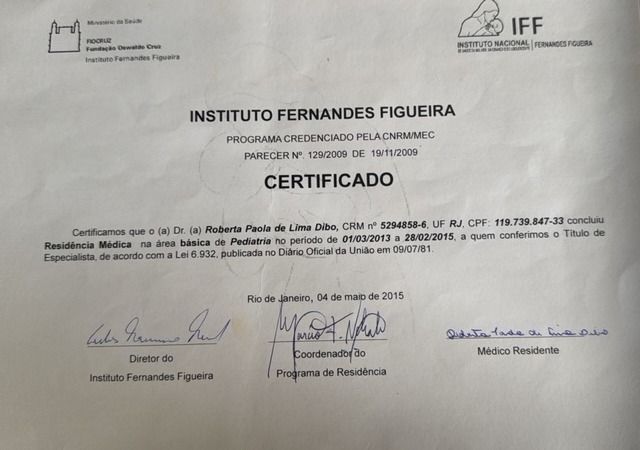 Ministério da Saúde
FIOCRUZ
Fundação Oswaldo Cruz
Instituto Fernandes Figueira
IFF
INSTITUTO NACIONAL FERNANDES FIGUEIRA
INSTITUTO FERNANDES FIGUEIRA
PROGRAMA CREDENCIADO PELA CNRM/MEC
PARECER Nº. 129/2009 DE 19/11/2009
CERTIFICADO
Certificamos que o (a) Dr. (a) Roberta Paola de Lima Dibo, CRM nº 5294858-6, UF RJ, CPF: 119.739.847-33 concluiu
Residência Médica na área básica de Pediatria no período de 01/03/2013 a 28/02/2015, a quem conferimos o Título de
Especialista, de acordo com a Lei 6.932, publicada no Diário Oficial da União em 09/07/81.
Rio de Janeiro, 04 de maio de 2015
Diretor do
Instituto Fernandes Figueira
Coordenador do
Programa de Residência
Médico Residente